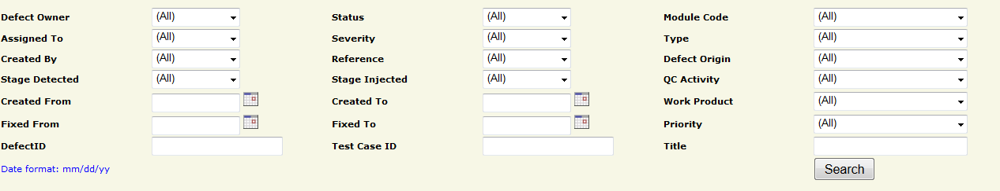 Defect Owner (All) Status (All) Module Code (All)
Assigned To (All) Severity (All) Type (All)
Created By (All) Reference (All) Defect Origin (All)
Stage Detected (All) Stage Injected (All) QC Activity (All)
Created From Created To Work Product (All)
Fixed From Fixed To Priority (All)
DefectID Test Case ID Title
Date format: mm/dd/yy Search